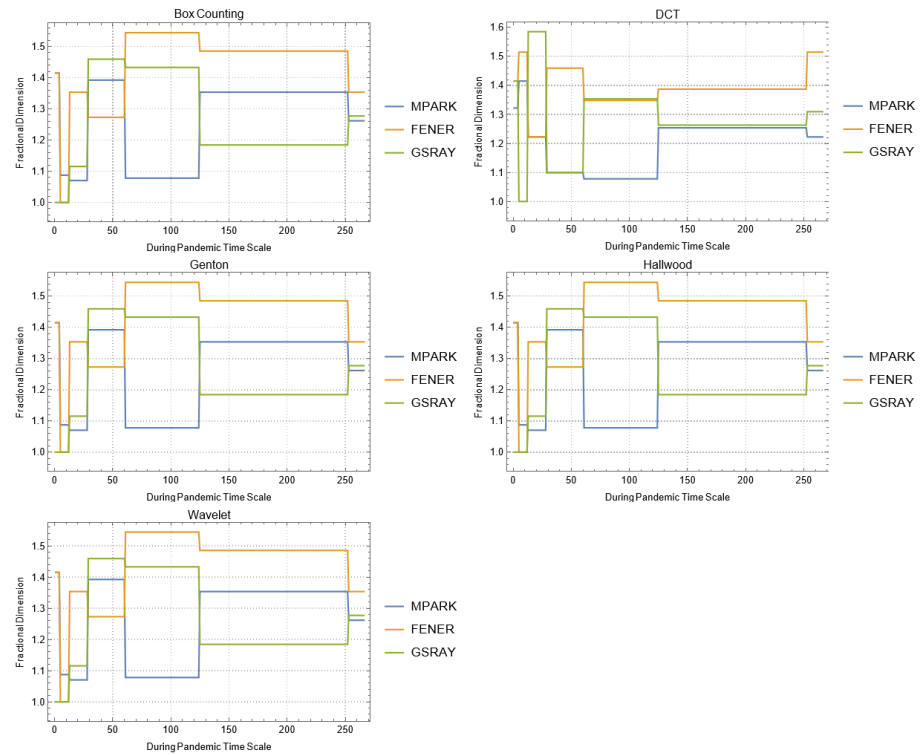 Box Counting
1.5
1.4
1.3
1.2
1.1
1.0
Fractional Dimension
0 50 100 150 200 250
During Pandemic Time Scale
MPARK
FENER
GSRAY
DCT
1.6
1.5
1.4
1.3
1.2
1.1
1.0
Fractional Dimension
0 50 100 150 200 250
During Pandemic Time Scale
MPARK
FENER
GSRAY
Genton
1.5
1.4
1.3
1.2
1.1
1.0
Fractional Dimension
0 50 100 150 200 250
During Pandemic Time Scale
MPARK
FENER
GSRAY
Hallwood
1.5
1.4
1.3
1.2
1.1
1.0
Fractional Dimension
0 50 100 150 200 250
During Pandemic Time Scale
MPARK
FENER
GSRAY
Wavelet
1.5
1.4
1.3
1.2
1.1
1.0
Fractional Dimension
0 50 100 150 200 250
During Pandemic Time Scale
MPARK
FENER
GSRAY